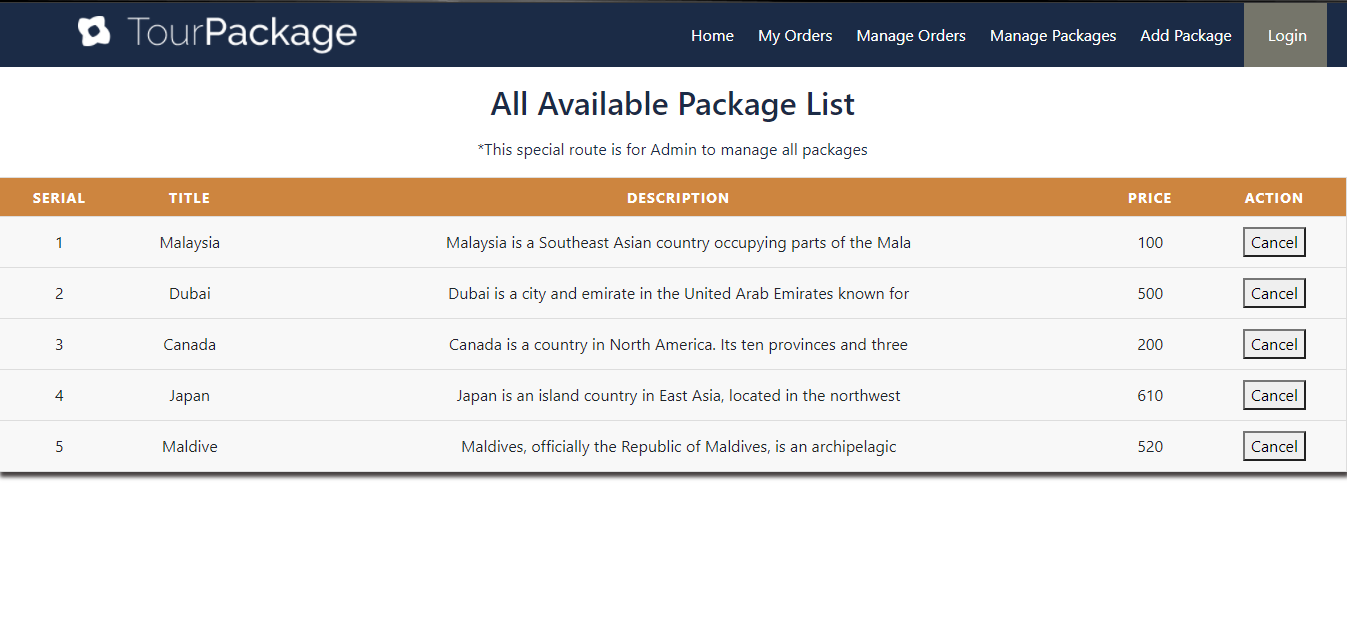 TourPackage
Home My Orders Manage Orders Manage Packages Add Package Login
All Available Package List
*This special route is for Admin to manage all packages
SERIAL TITLE DESCRIPTION PRICE ACTION
1 Malaysia Malaysia is a Southeast Asian country occupying parts of the Mala 100 Cancel
2 Dubai Dubai is a city and emirate in the United Arab Emirates known for 500 Cancel
3 Canada Canada is a country in North America. Its ten provinces and three 200 Cancel
4 Japan Japan is an island country in East Asia, located in the northwest 610 Cancel
5 Maldive Maldives, officially the Republic of Maldives, is an archipelagic 520 Cancel